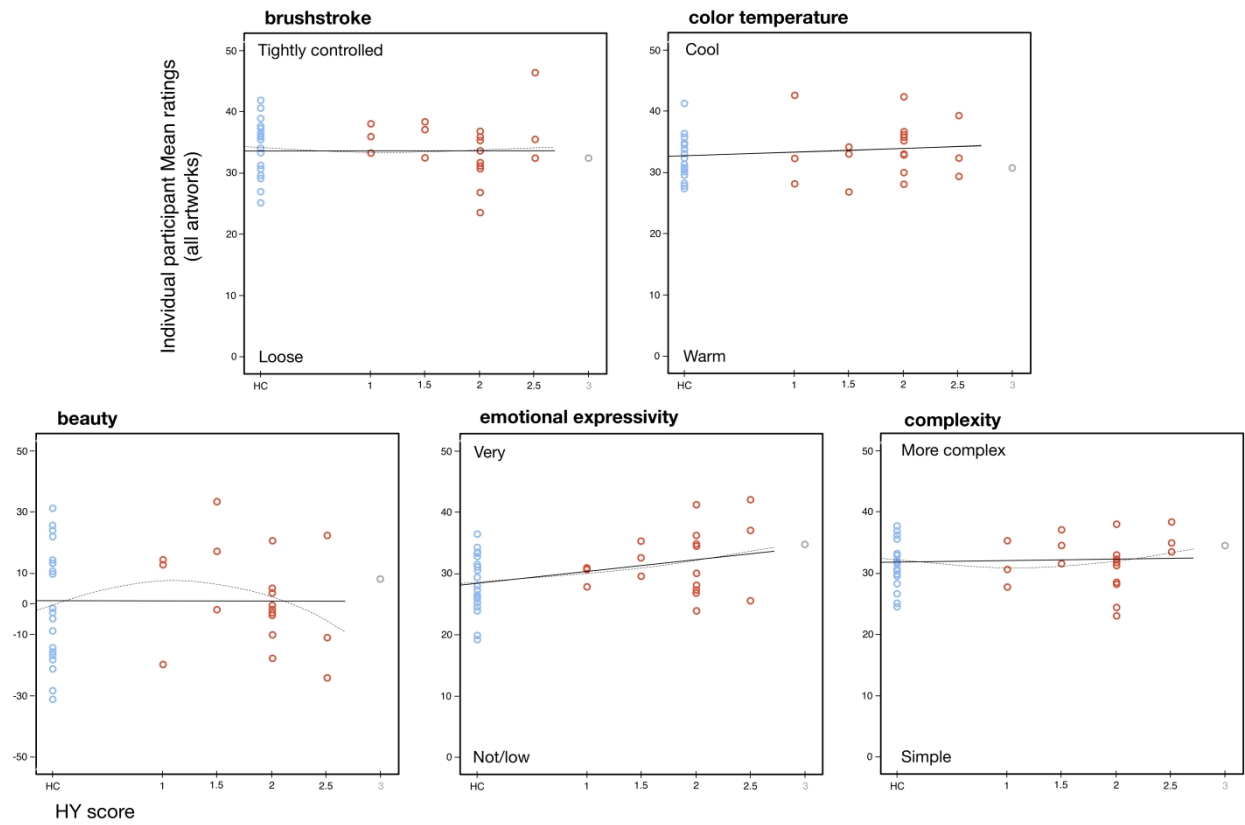 brushstroke
color temperature
Individual participant Mean ratings
(all artworks)
50
40
30
20
10
0
Tightly controlled
Loose
HC 1 1.5 2 2.5 3
50
40
30
20
10
0
Cool
Warm
HC 1 1.5 2 2.5 3
beauty
emotional expressivity
complexity
50
30
10
0
-10
-30
-50
HC 1 1.5 2 2.5 3
HY score
50
40
30
20
10
0
Very
Not/low
HC 1 1.5 2 2.5 3
50
40
30
20
10
0
More complex
Simple
HC 1 1.5 2 2.5 3